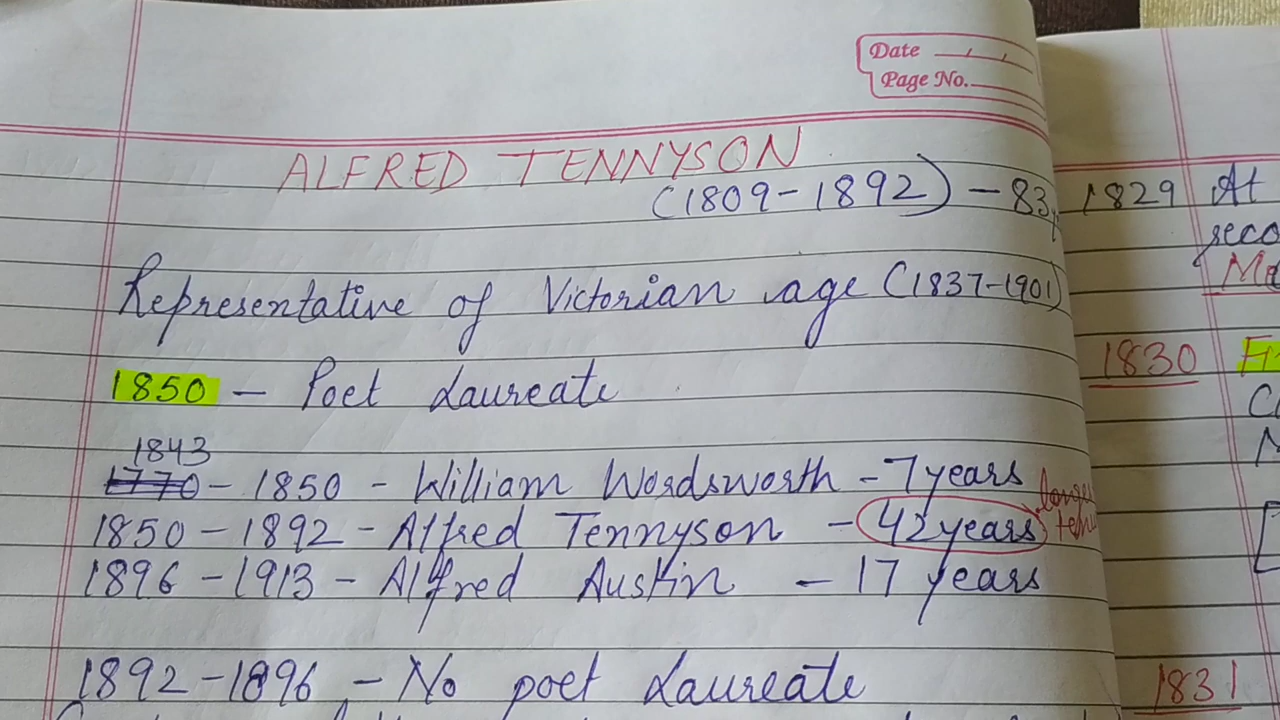 Date / /
Page No.
ALFRED TENNYSON
(1809-1892) - 83
Representative of Victorian age (1837-1901)
1850 - Poet Laureate
1843
1770 - 1850 - William Wordsworth - 7 years
1850 - 1892 - Alfred Tennyson - 42 years
1896 - 1913 - Alfred Austin - 17 years
1892 - 1896 - No poet Laureate
1829 At
1830
1831